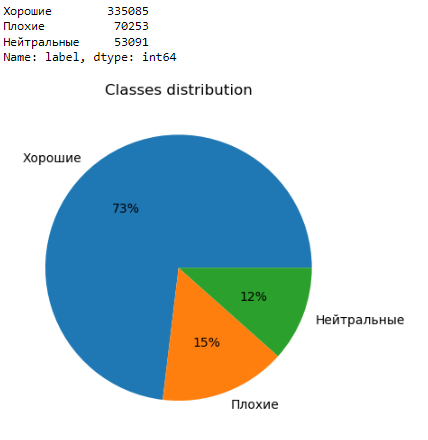 Хорошие 335085
Плохие 70253
Нейтральные 53091
Name: label, dtype: int64
Classes distribution
Хорошие
73%
12%
Нейтральные
15%
Плохие